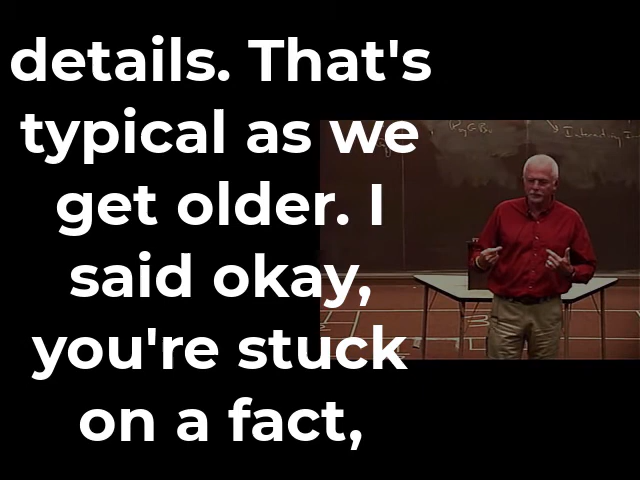 details. That's
typical as we
get older. I
said okay,
you're stuck
on a fact,